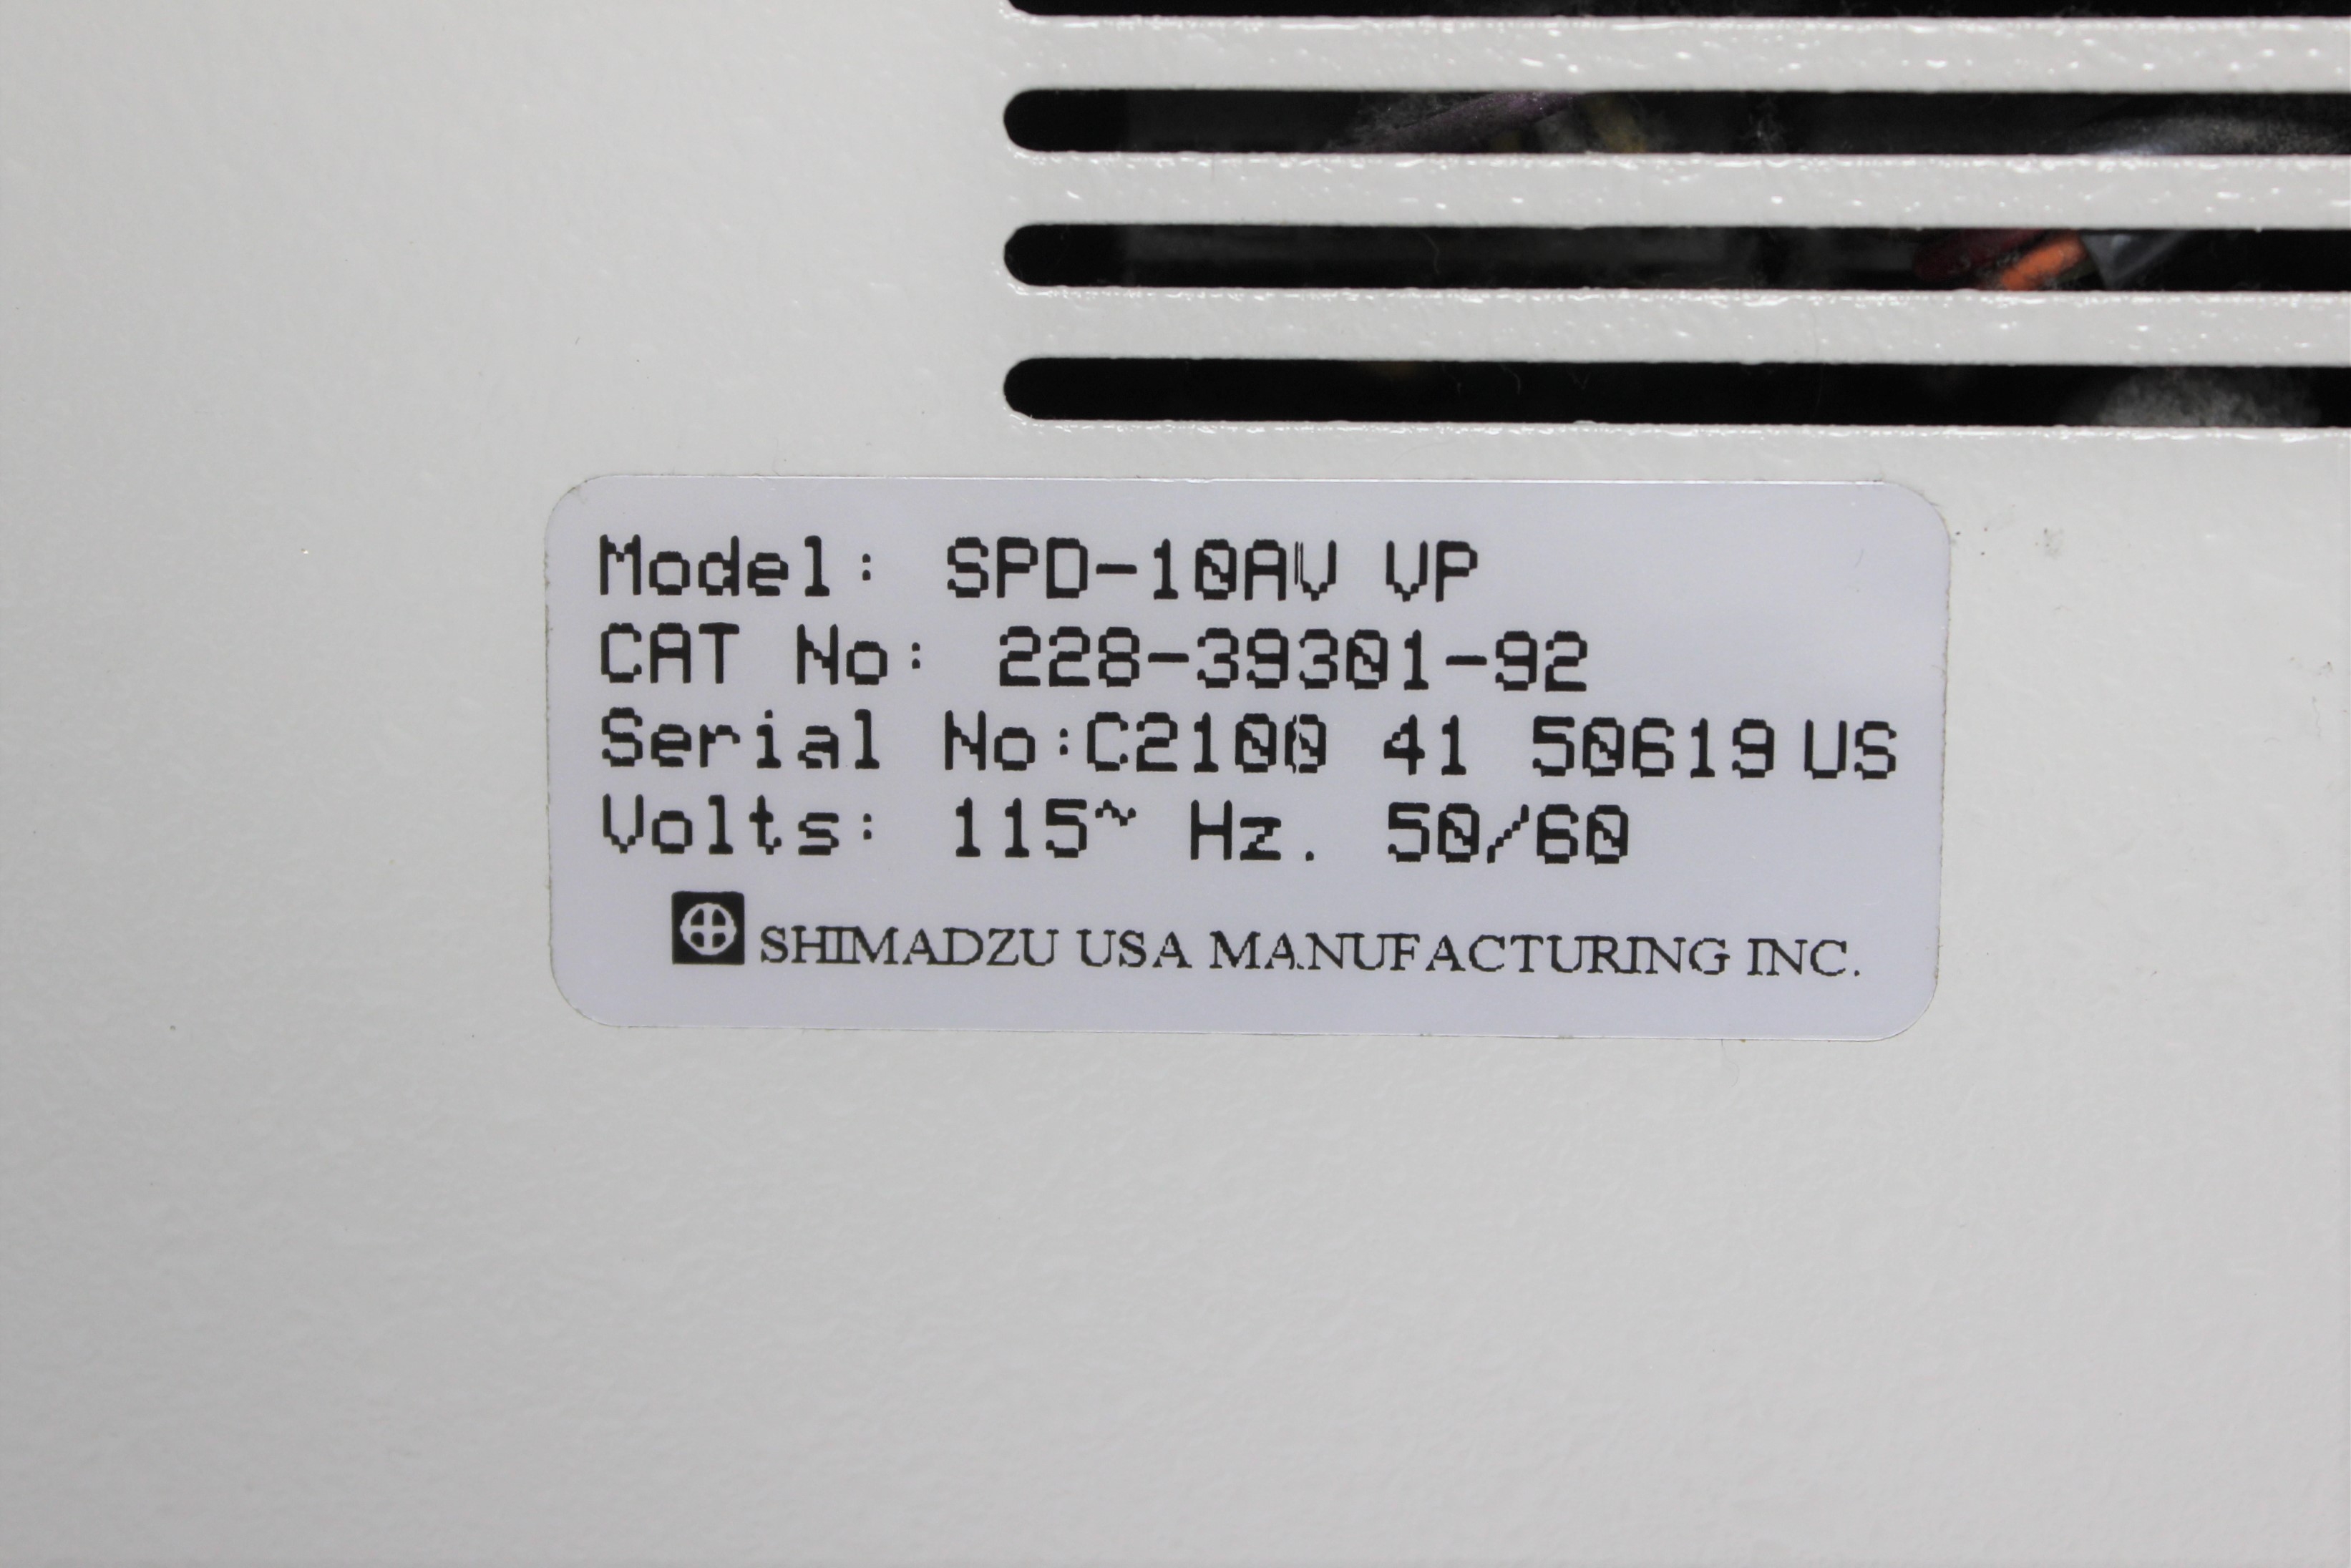 Model: SPD-10AV VP
CAT No: 228-39301-92
Serial No:C2100 41 50619 US
Volts: 115~ Hz. 50/60
SHIMADZU USA MANUFACTURING INC.